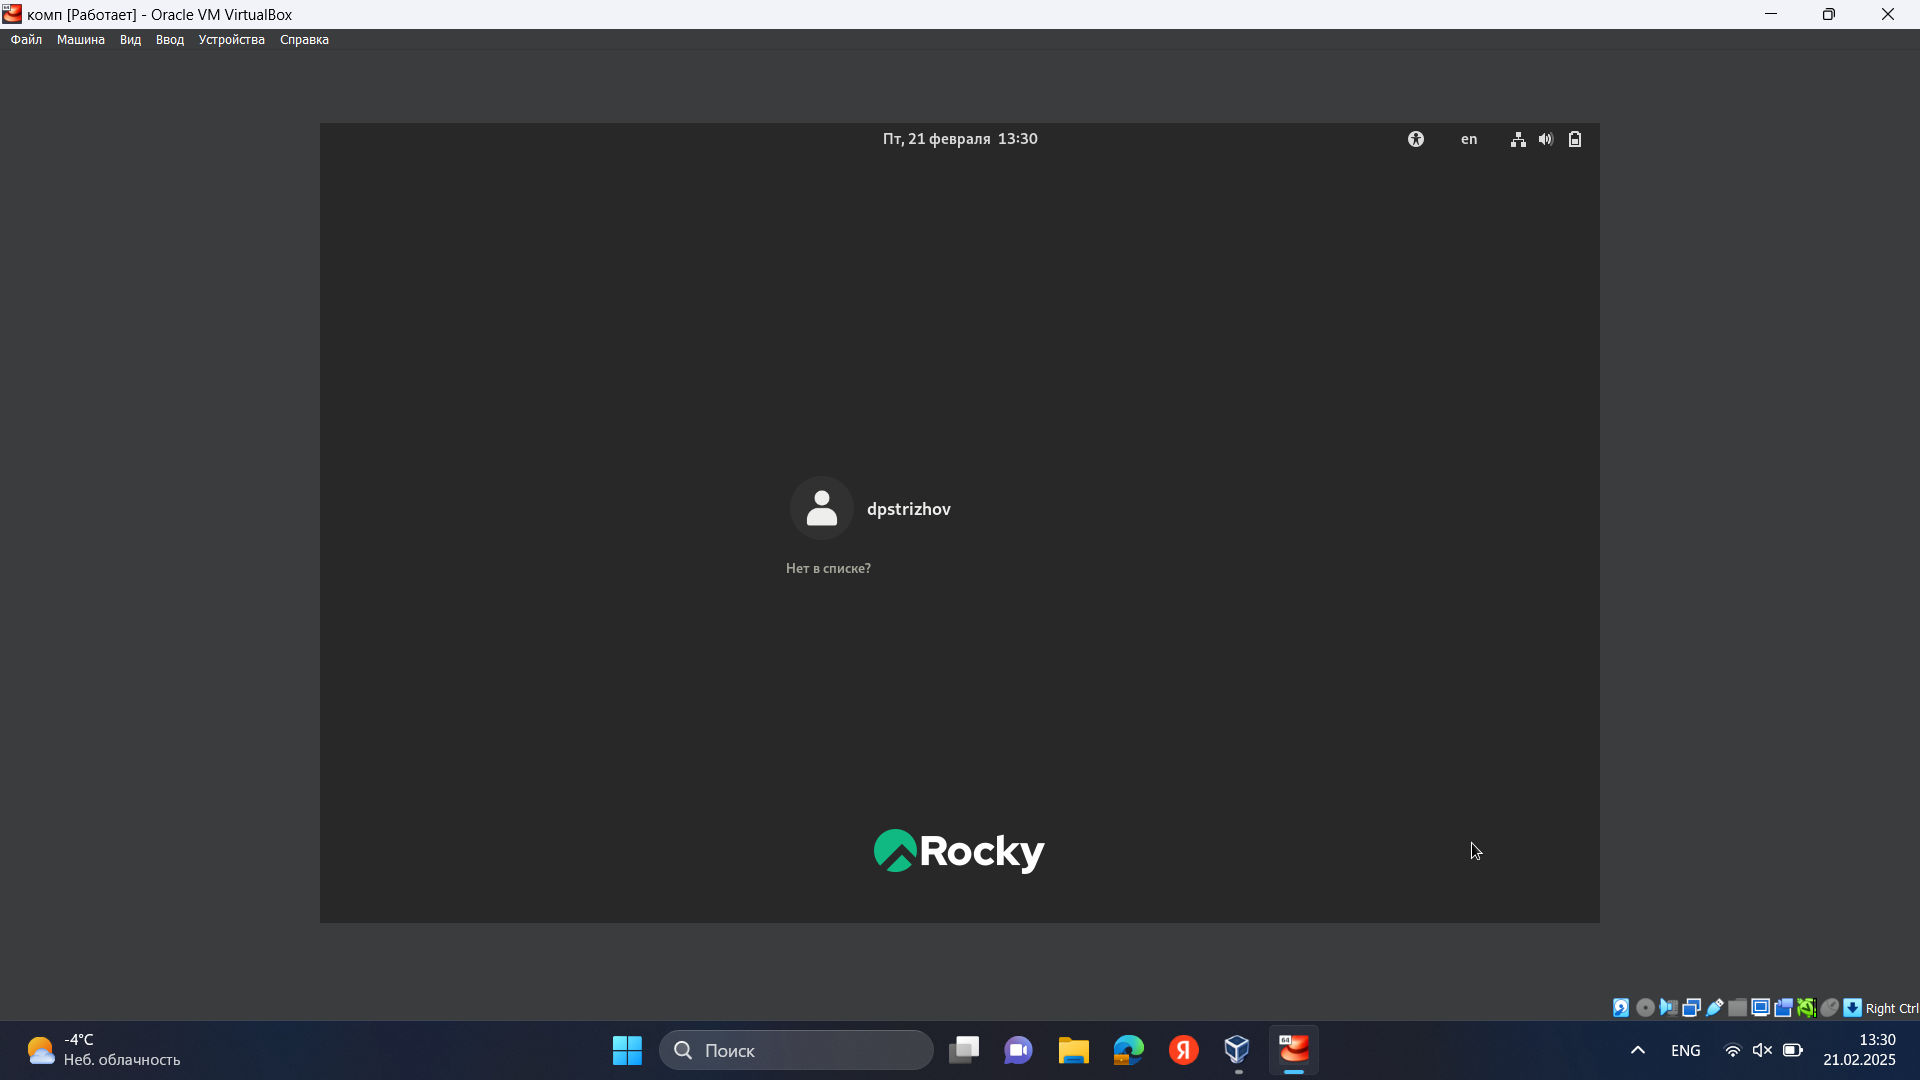 комп [Работает] - Oracle VM VirtualBox
Файл Машина Вид Ввод Устройства Справка
Пт, 21 февраля 13:30
en
dpstrizhov
Нет в списке?
Rocky
Right Ctrl
-4°C
Неб. облачность
Поиск
64
ENG
13:30
21.02.2025